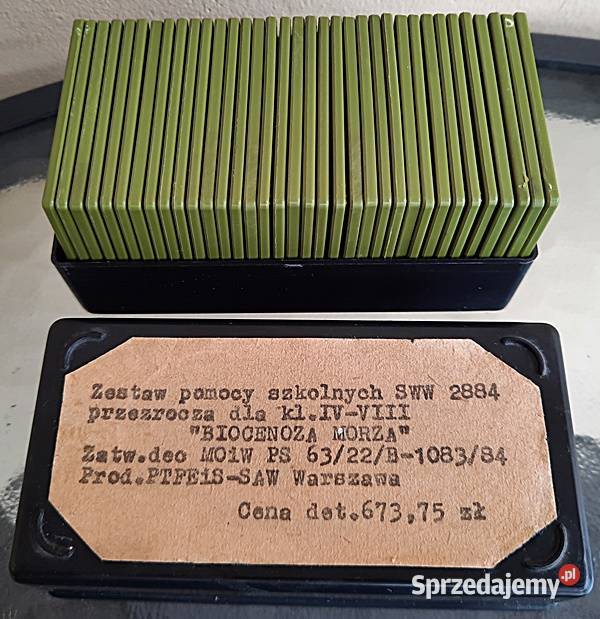 Zestaw pomocy szkolnych SWW 2884
przezrocza dla kl.IV-VIII
"BIOCENOZA MORZA"
Zatw.dec MOiW PS 63/22/B-1083/84
Prod.PTPEiS-SAW Warszawa
Cena det.673,75 zł
Sprzedajemy.pl